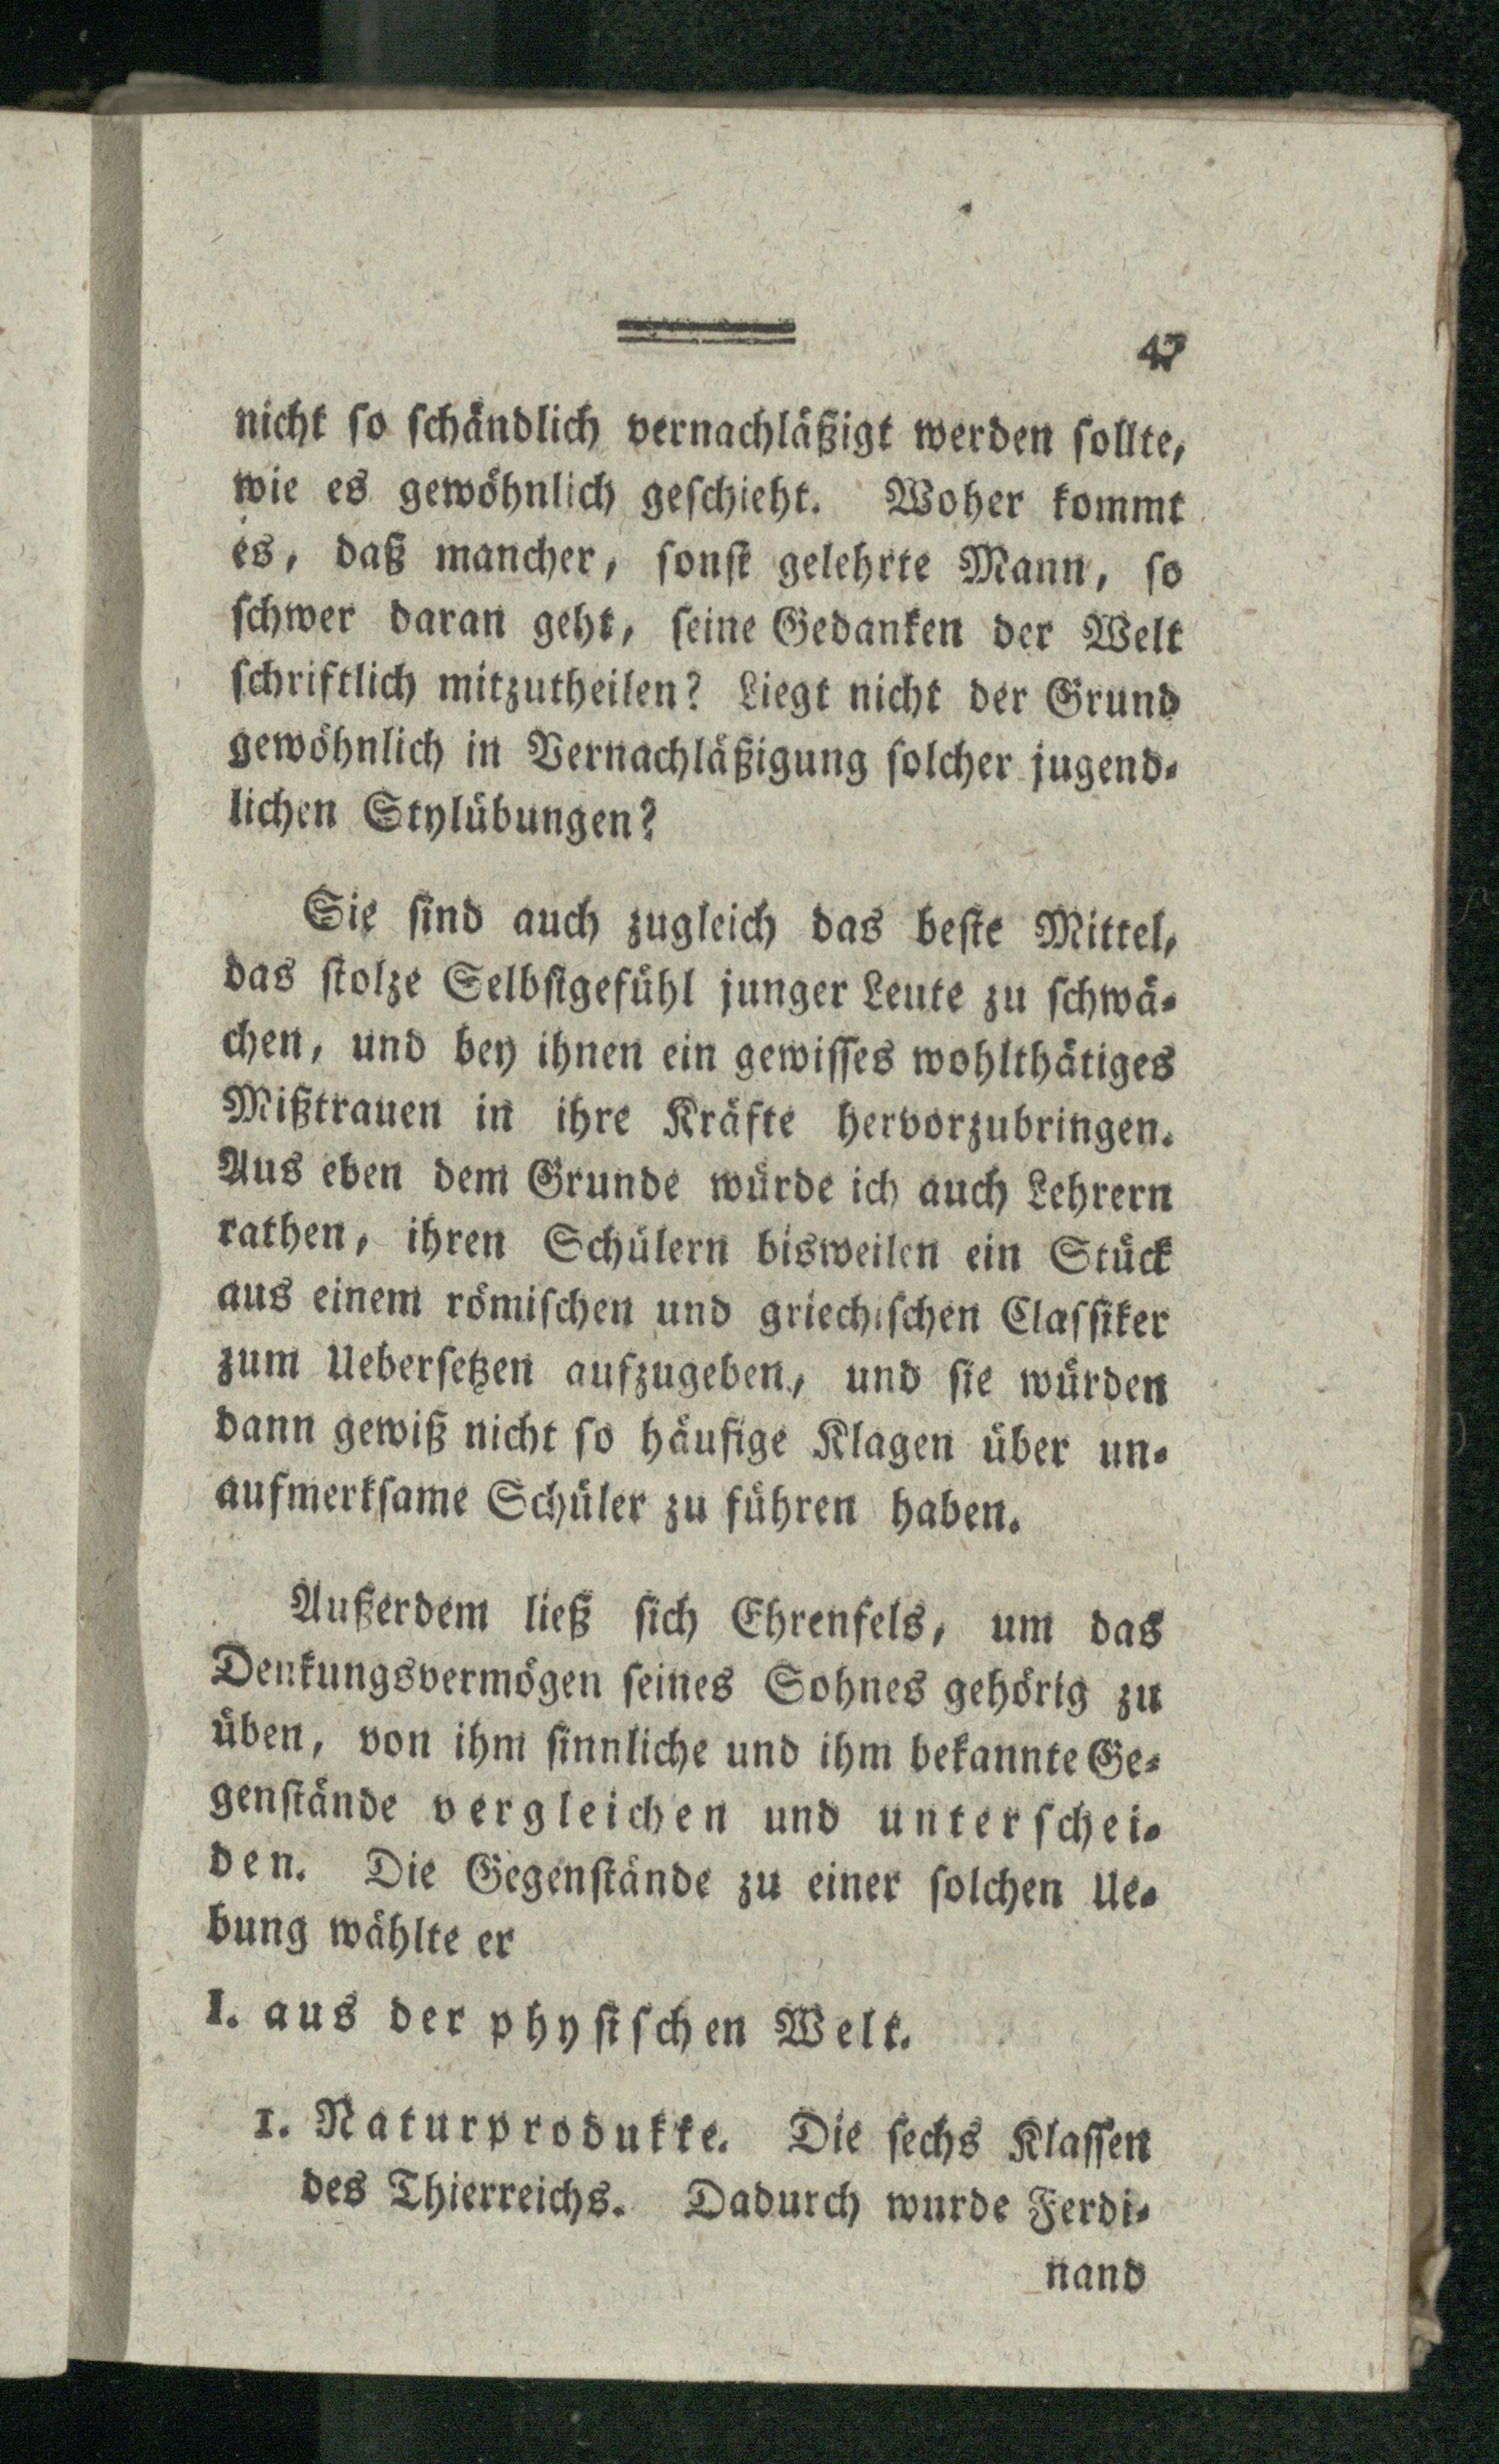 47
nicht ſo ſchändlich vernachläßigt werden ſollte,
wie es gewöhnlich geſchieht. Woher kommt
es, daß mancher, ſonſt gelehrte Mann, ſo
ſchwer daran geht, ſeine Gedanken der Welt
ſchriftlich mitzutheilen? Liegt nicht der Grund
gewöhnlich in Vernachläßigung ſolcher jugend⸗
lichen Stylübungen?
Sie ſind auch zugleich das beſte Mittel,
das ſtolze Selbſtgefühl junger Leute zu ſchwä⸗
chen, und bey ihnen ein gewiſſes wohlthätiges
Mißtrauen in ihre Kräfte hervorzubringen.
Aus eben dem Grunde würde ich auch Lehrern
rathen, ihren Schülern bisweilen ein Stück
aus einem römiſchen und griechiſchen Claſſiker
zum Ueberſetzen aufzugeben, und ſie würden
dann gewiß nicht ſo häufige Klagen über un⸗
aufmerkſame Schüler zu führen haben.
Außerdem ließ ſich Ehrenfels, um das
Denkungsvermögen ſeines Sohnes gehörig zu
üben, von ihm ſinnliche und ihm bekannte Ge⸗
genſtände vergleichen und unterſchei⸗
den. Die Gegenſtände zu einer ſolchen Ue⸗
bung wählte er
I. aus der phyſiſchen Welt.
1. Naturprodukte. Die ſechs Klaſſen
des Thierreichs. Dadurch wurde Ferdi⸗
nand